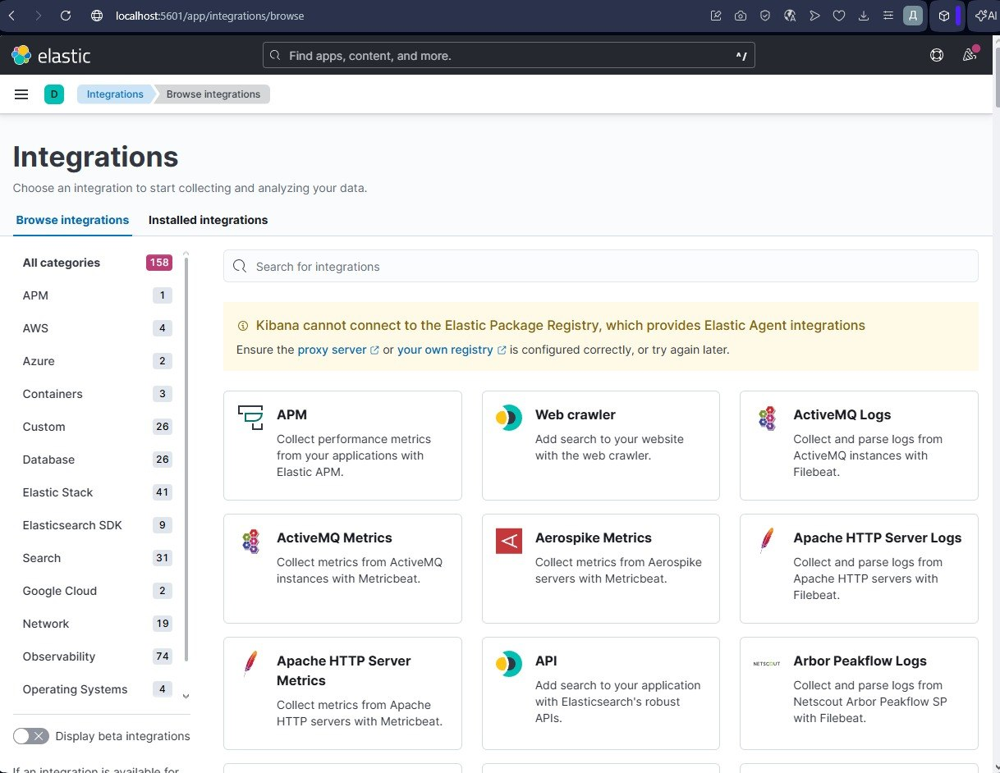 localhost:5601/app/integrations/browse
Д
AI
elastic
Find apps, content, and more.
^/
D
Integrations
Browse integrations
Integrations
Choose an integration to start collecting and analyzing your data.
Browse integrations
Installed integrations
All categories 158
APM 1
AWS 4
Azure 2
Containers 3
Custom 26
Database 26
Elastic Stack 41
Elasticsearch SDK 9
Search 31
Google Cloud 2
Network 19
Observability 74
Operating Systems 4
Display beta integrations
If an integration is available for
Search for integrations
Kibana cannot connect to the Elastic Package Registry, which provides Elastic Agent integrations
Ensure the proxy server or your own registry is configured correctly, or try again later.
APM
Collect performance metrics
from your applications with
Elastic APM.
Web crawler
Add search to your website
with the web crawler.
ActiveMQ Logs
Collect and parse logs from
ActiveMQ instances with
Filebeat.
ActiveMQ Metrics
Collect metrics from ActiveMQ
instances with Metricbeat.
Aerospike Metrics
Collect metrics from Aerospike
servers with Metricbeat.
Apache HTTP Server Logs
Collect and parse logs from
Apache HTTP servers with
Filebeat.
Apache HTTP Server
Metrics
Collect metrics from Apache
HTTP servers with Metricbeat.
API
Add search to your application
with Elasticsearch's robust
APIs.
NETSCOUT
Arbor Peakflow Logs
Collect and parse logs from
Netscout Arbor Peakflow SP
with Filebeat.